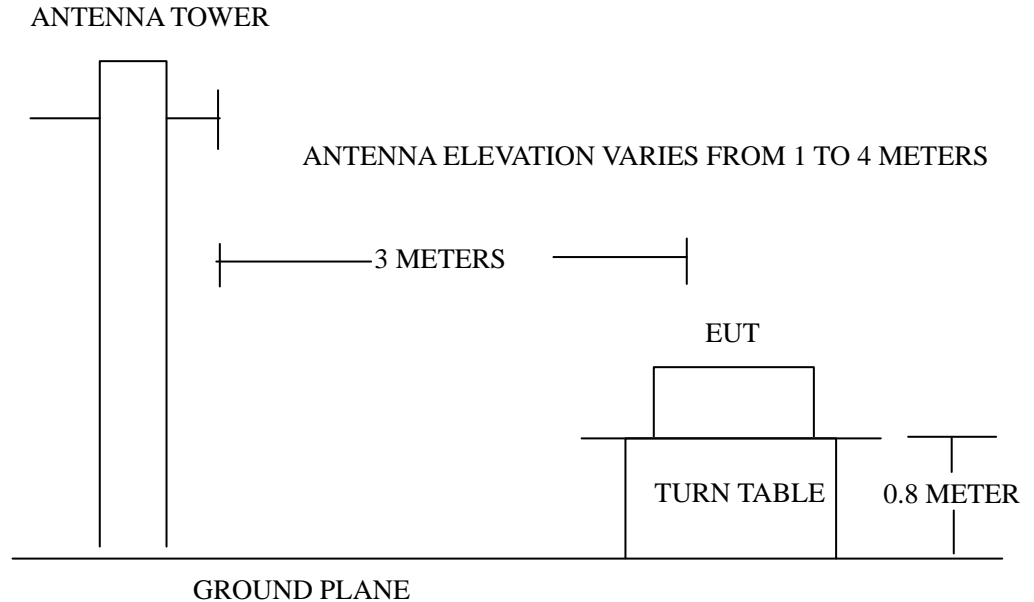 ANTENNA TOWER
ANTENNA ELEVATION VARIES FROM 1 TO 4 METERS
3 METERS
EUT
TURN TABLE
0.8 METER
GROUND PLANE